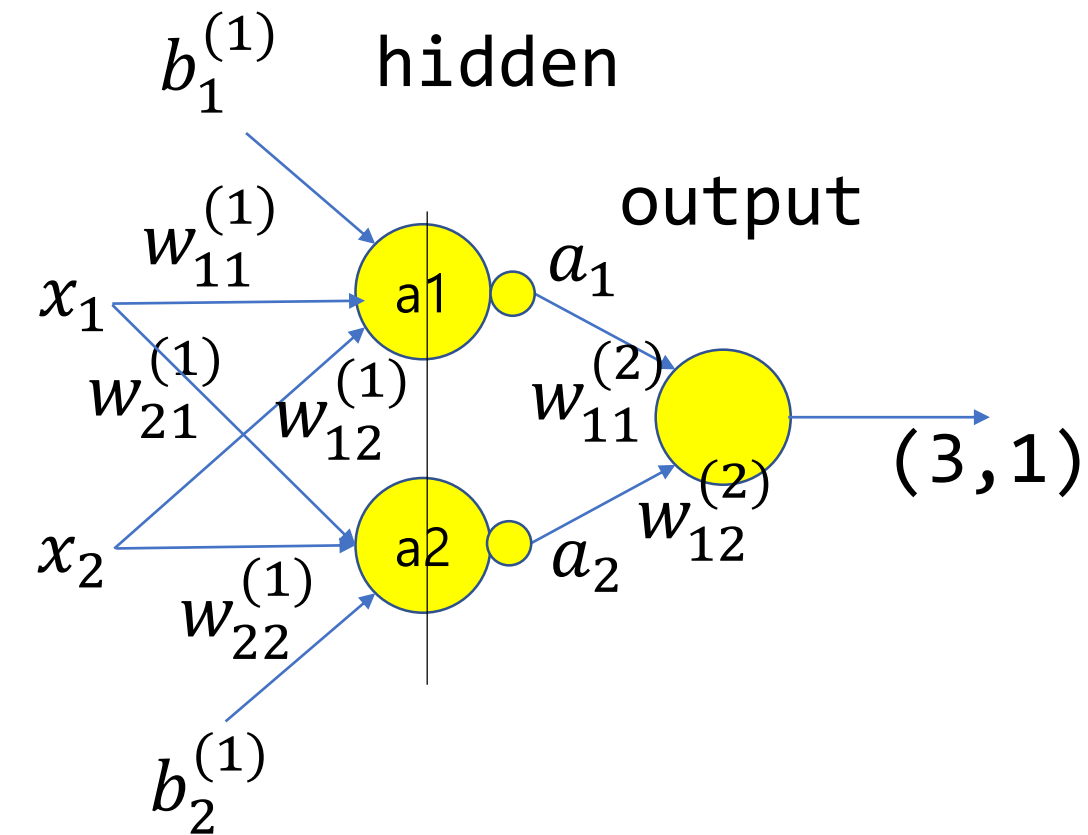 b₁⁽¹⁾
hidden
output
w₁₁⁽¹⁾
a₁
x₁
a1
w₂₁⁽¹⁾
w₁₂⁽¹⁾
w₁₁⁽²⁾
(3,1)
w₁₂⁽²⁾
x₂
a2
a₂
w₂₂⁽¹⁾
b₂⁽¹⁾